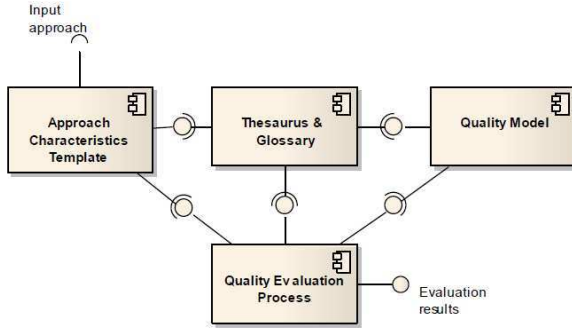 Input
approach
Approach
Characteristics
Template
Thesaurus &
Glossary
Quality Model
Quality Evaluation
Process
Evaluation
results